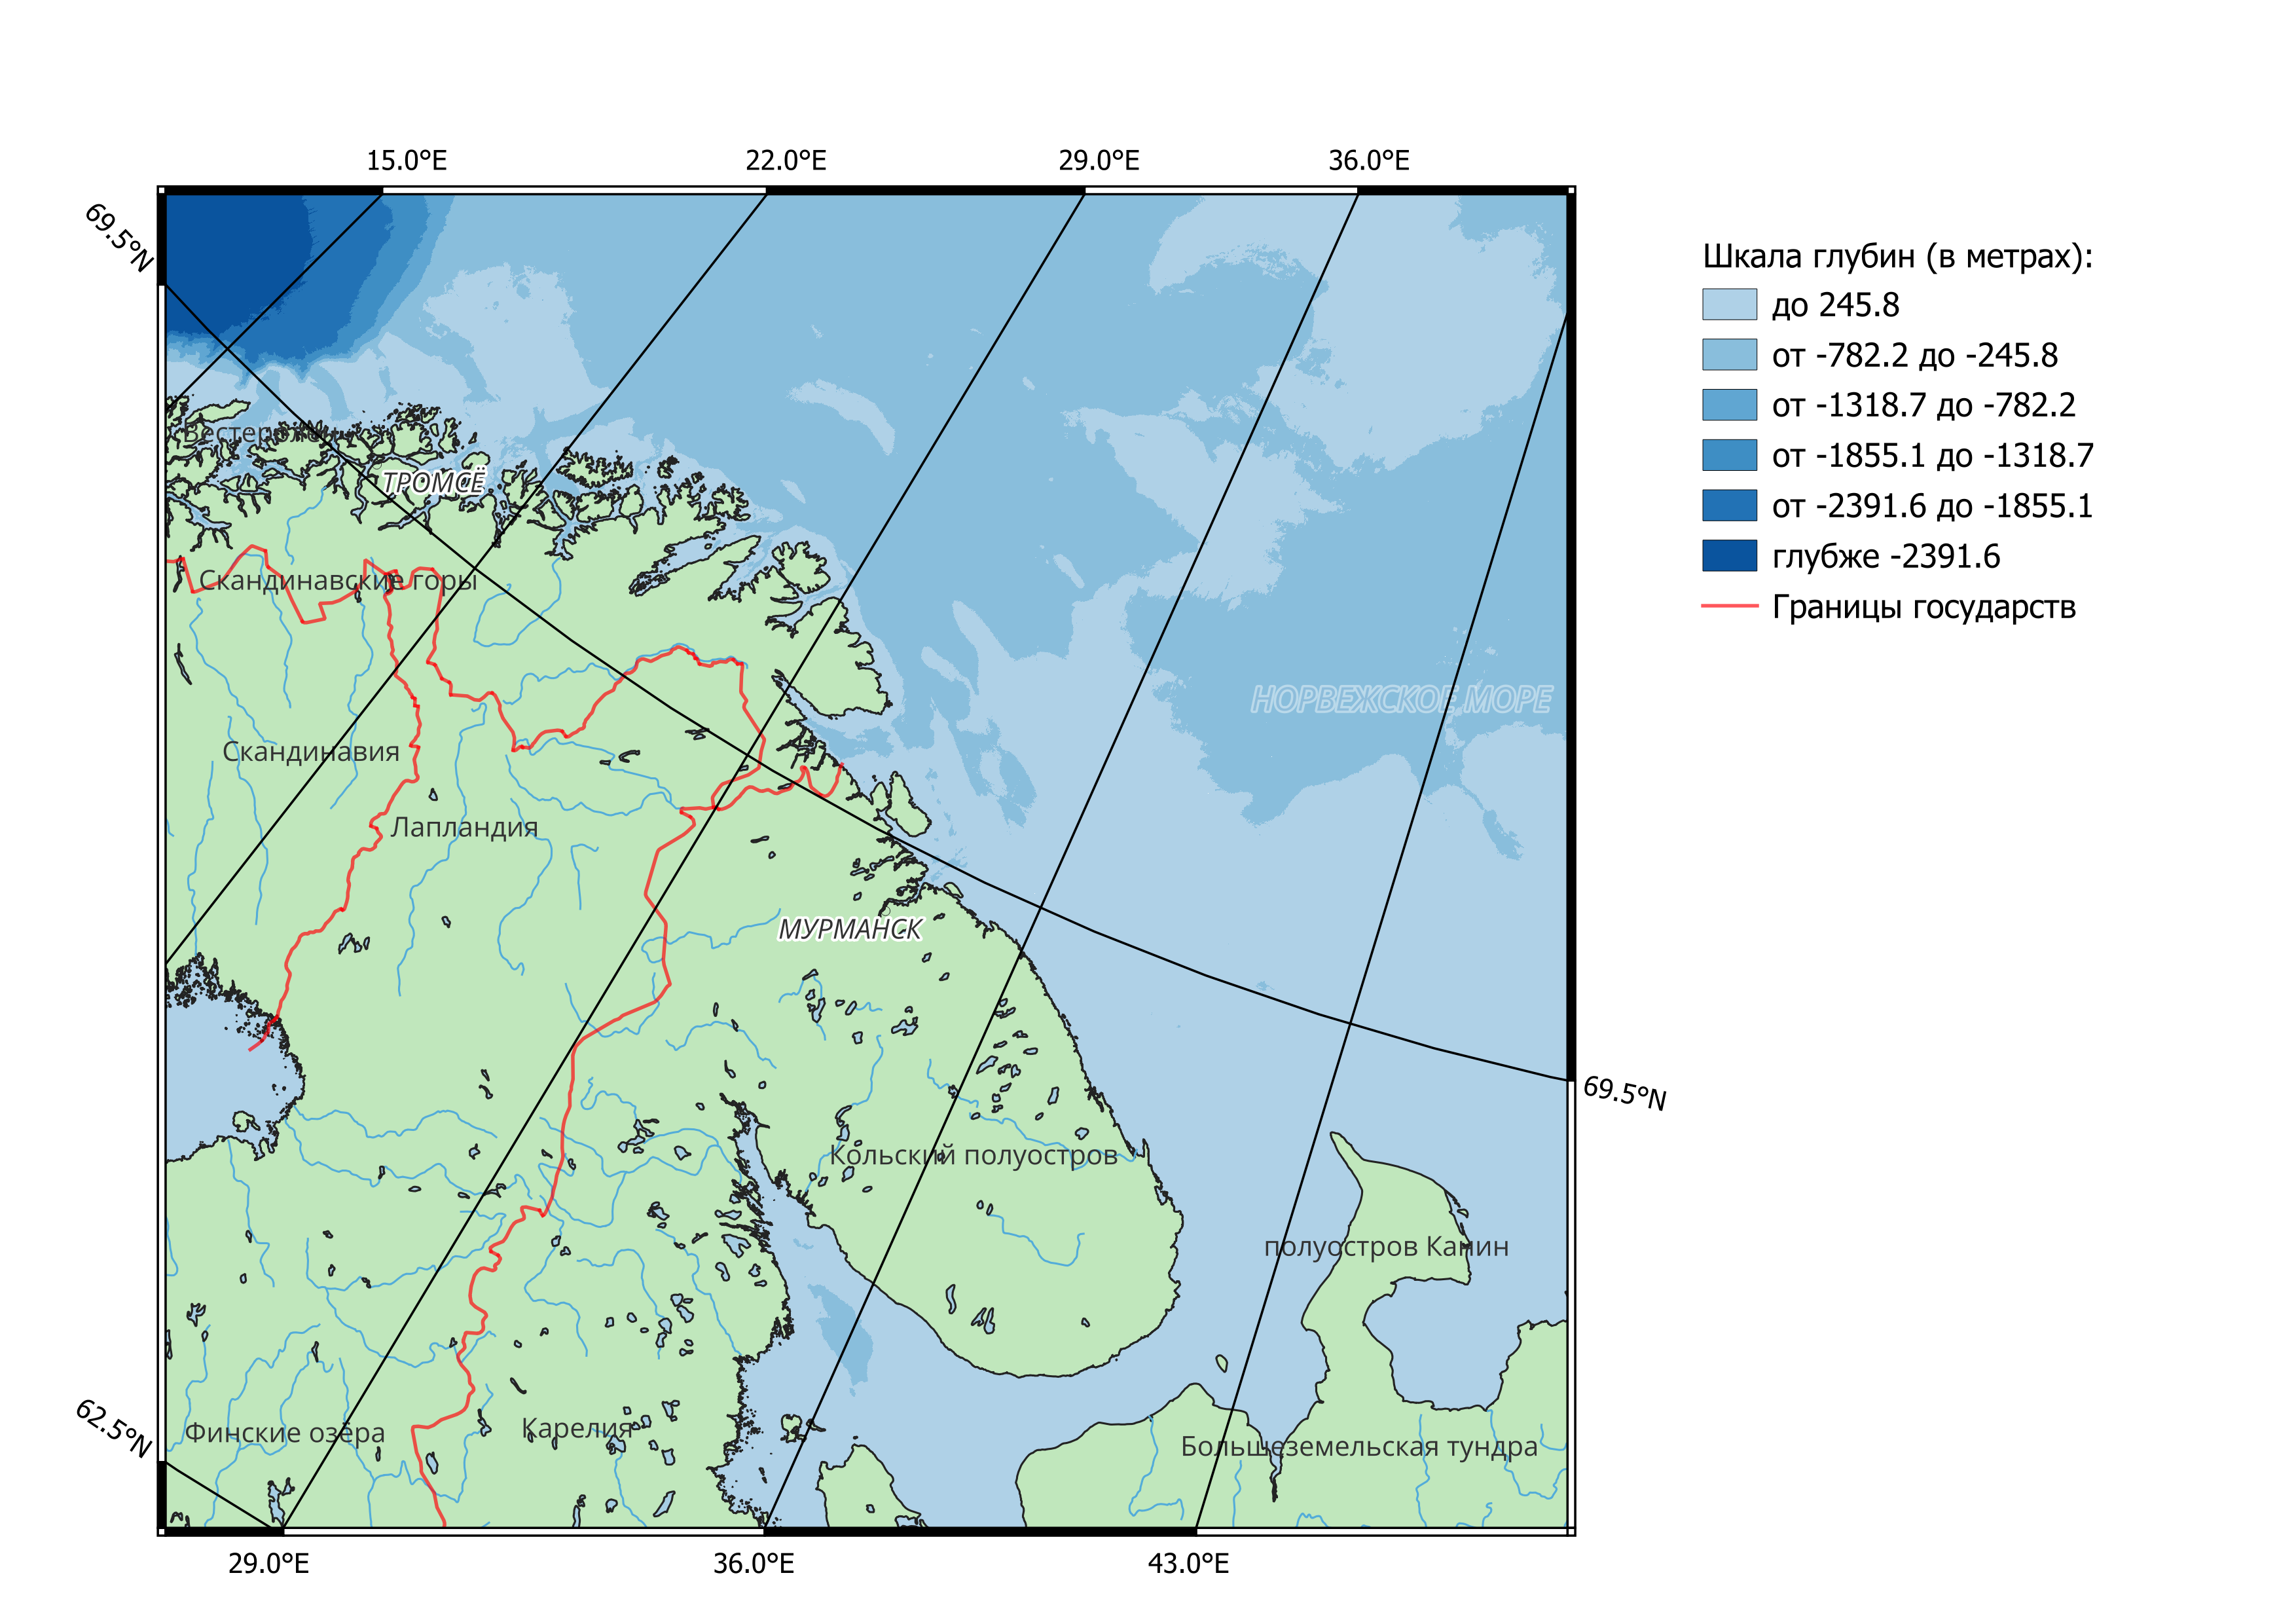 15.0°E
22.0°E
29.0°E
36.0°E
69.5°N
Шкала глубин (в метрах):
до 245.8
от -782.2 до -245.8
от -1318.7 до -782.2
от -1855.1 до -1318.7
от -2391.6 до -1855.1
глубже -2391.6
Границы государств
ТРОМСЁ
Скандинавские горы
НОРВЕЖСКОЕ МОРЕ
Скандинавия
Лапландия
МУРМАНСК
69.5°N
Кольский полуостров
полуостров Канин
62.5°N
Финские озёра
Карелия
Большеземельская тундра
29.0°E
36.0°E
43.0°E